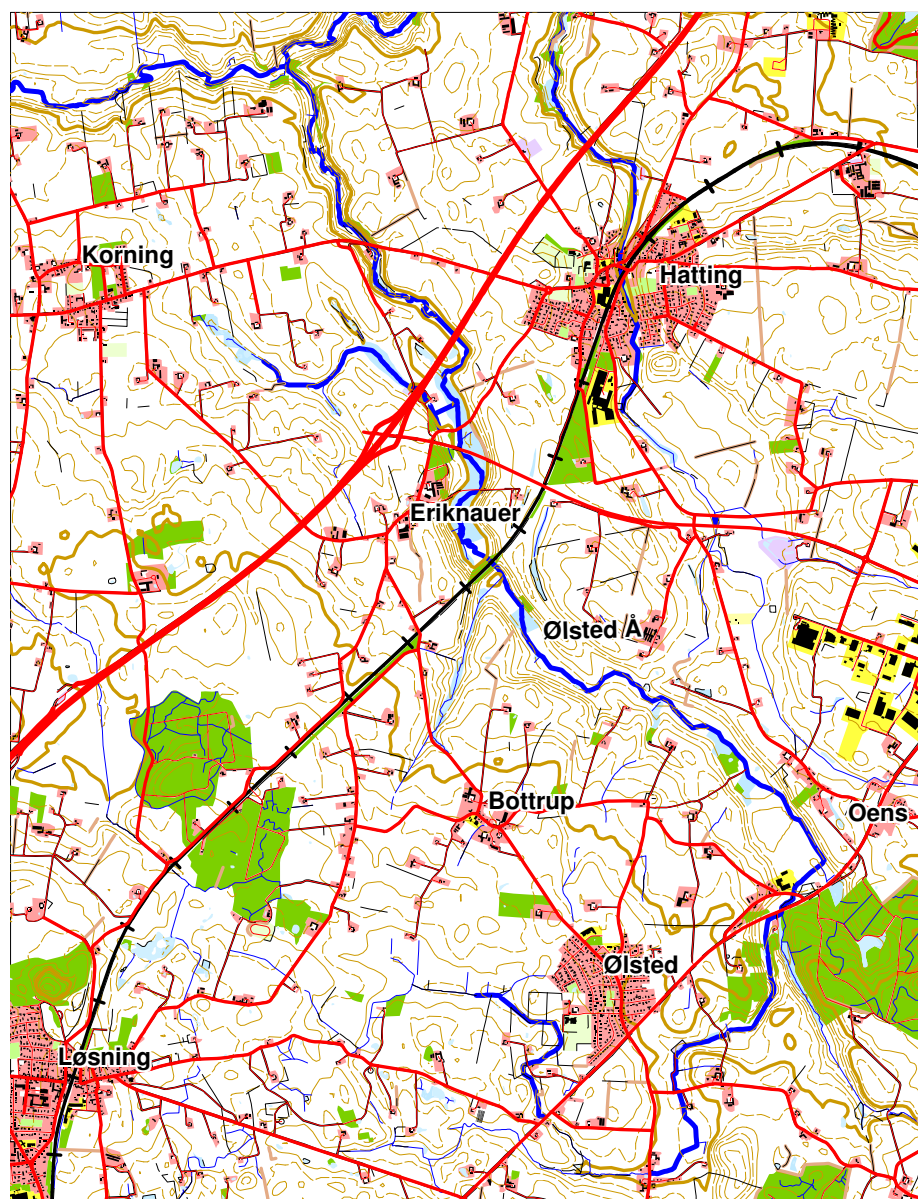 Korning
Hatting
Eriknauer
Ølsted Å
Bottrup
Oens
Ølsted
Løsning